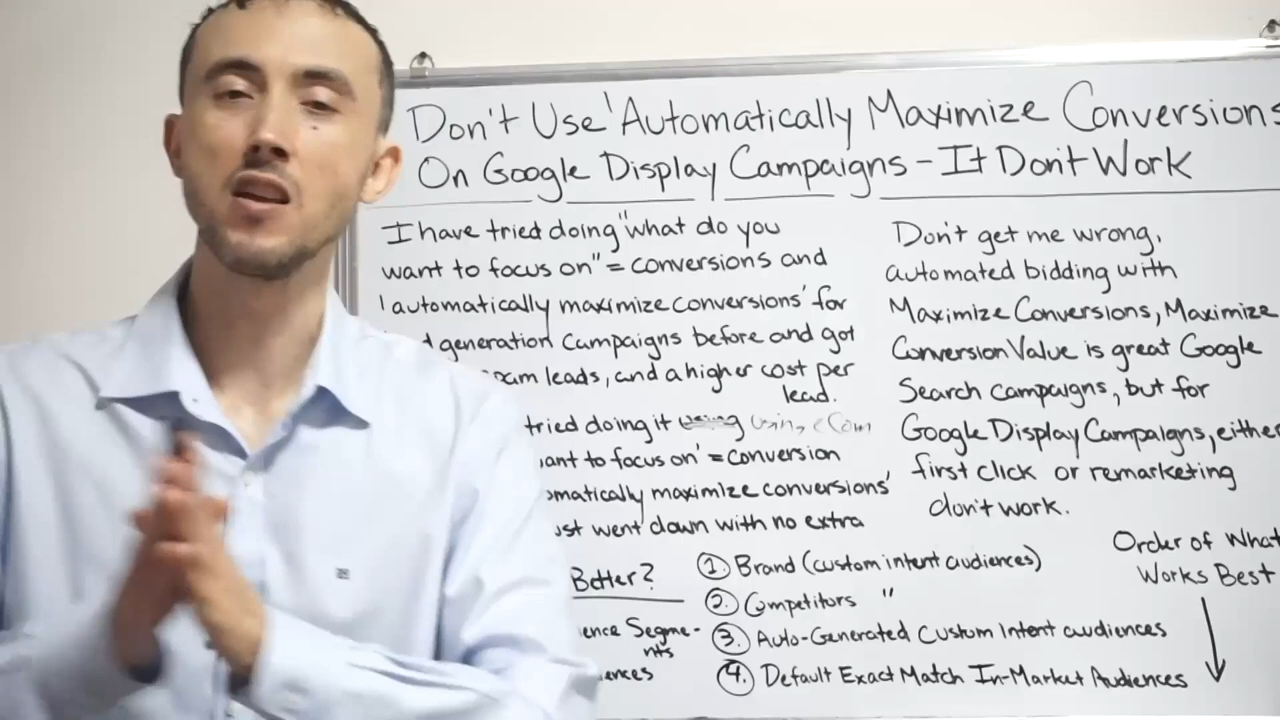 Don't Use 'Automatically Maximize Conversions
On Google Display Campaigns - It Don't Work
I have tried doing "what do you
want to focus on" = conversions and
'automatically maximize conversions' for
generation campaigns before and got
leads, and a higher cost per
lead.
tried doing it using eCom
to focus on' = conversion
maximize conversions'
went down with no extra
Better?
Segme-
nts
Don't get me wrong,
automated bidding with
Maximize Conversions, Maximize
Conversion Value is great Google
Search campaigns, but for
Google Display Campaigns, either
first click or remarketing
don't work.
Order of What
Works Best
① Brand (custom intent audiences)
②. Competitors "
③. Auto-Generated Custom Intent audiences
④. Default Exact Match In-Market Audiences